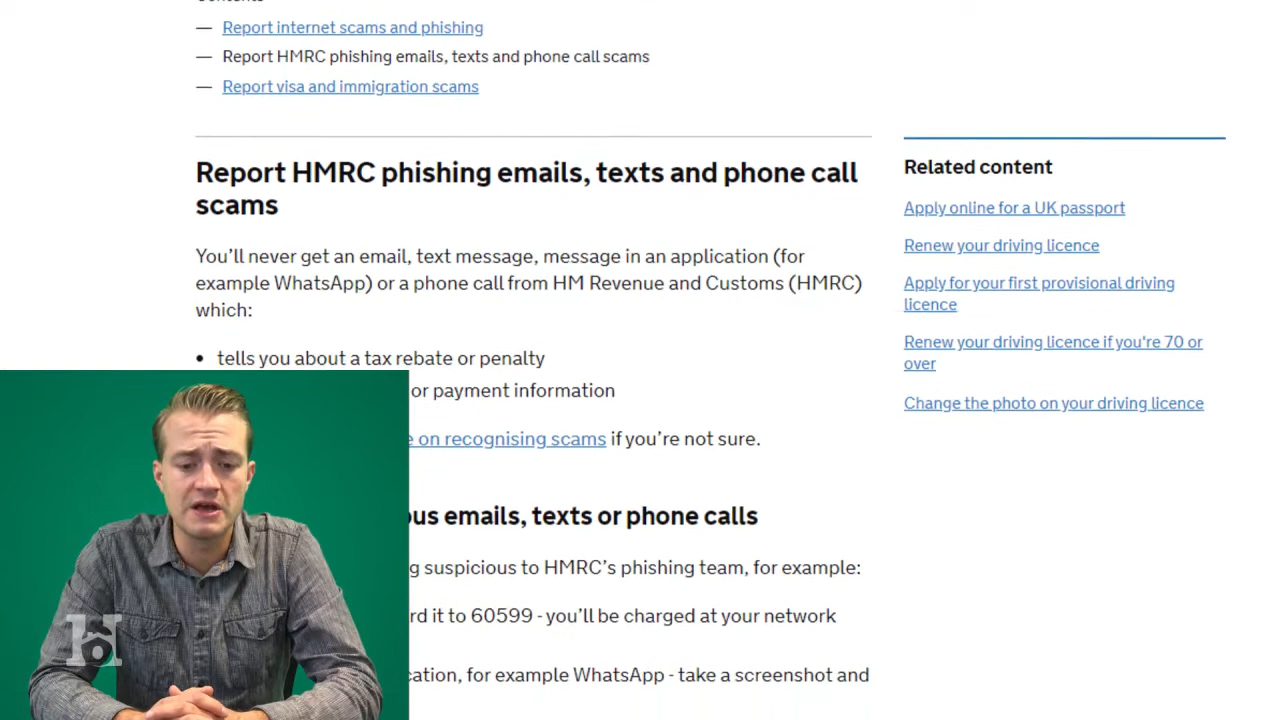 — Report internet scams and phishing
— Report HMRC phishing emails, texts and phone call scams
— Report visa and immigration scams
Report HMRC phishing emails, texts and phone call
scams
You’ll never get an email, text message, message in an application (for
example WhatsApp) or a phone call from HM Revenue and Customs (HMRC)
which:
• tells you about a tax rebate or penalty
or payment information
on recognising scams if you’re not sure.
emails, texts or phone calls
suspicious to HMRC’s phishing team, for example:
it to 60599 - you’ll be charged at your network
for example WhatsApp - take a screenshot and
Related content
Apply online for a UK passport
Renew your driving licence
Apply for your first provisional driving
licence
Renew your driving licence if you're 70 or
over
Change the photo on your driving licence